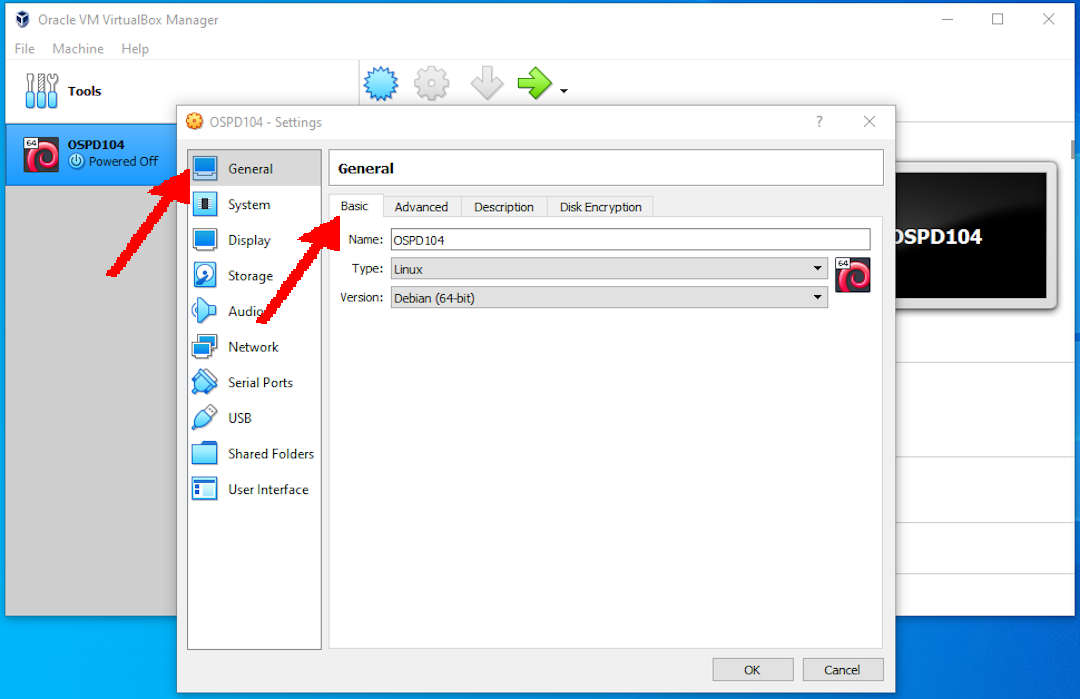 Oracle VM VirtualBox Manager
File Machine Help
Tools
64
OSPD104
Powered Off
OSPD104 - Settings
?
General
System
Display
Storage
Audio
Network
Serial Ports
USB
Shared Folders
User Interface
General
Basic Advanced Description Disk Encryption
Name: OSPD104
Type: Linux
64
Version: Debian (64-bit)
OK Cancel
OSPD104